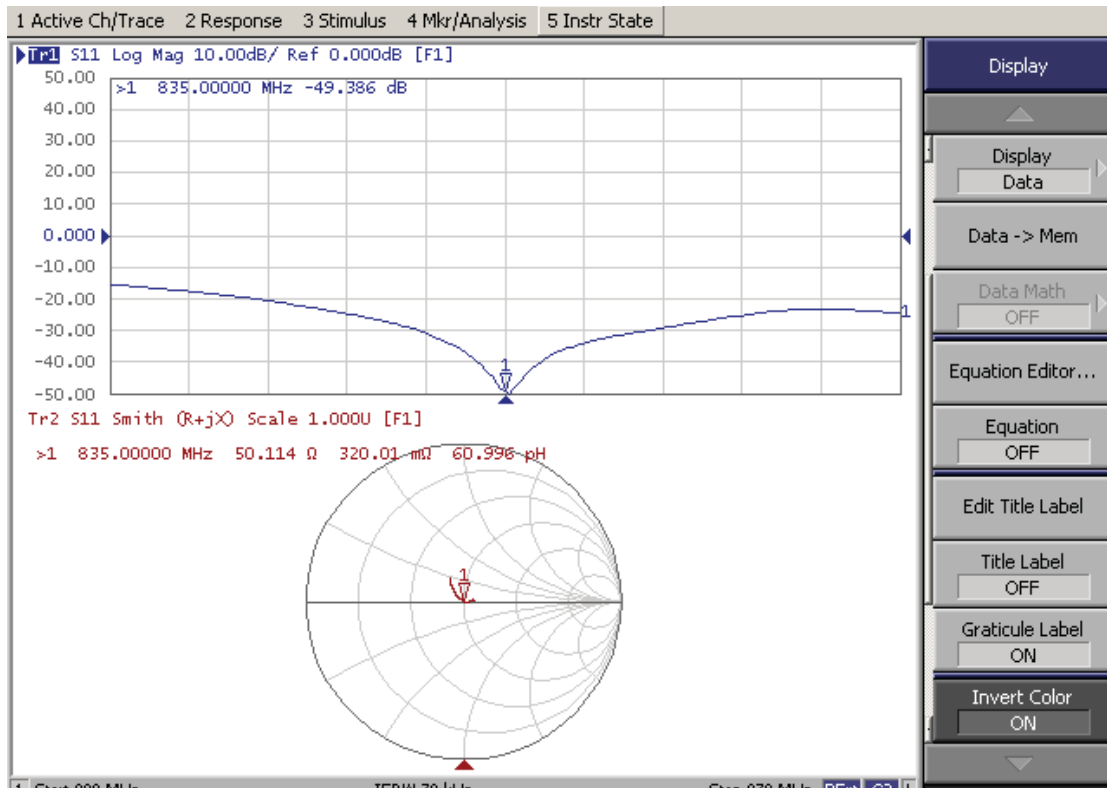 1 Active Ch/Trace 2 Response 3 Stimulus 4 Mkr/Analysis 5 Instr State
Tr1 S11 Log Mag 10.00dB/ Ref 0.000dB [F1]
50.00
>1 835.00000 MHz -49.386 dB
40.00
30.00
20.00
10.00
0.000
-10.00
-20.00
-30.00
-40.00
-50.00
1
1
Tr2 S11 Smith (R+jX) Scale 1.000U [F1]
>1 835.00000 MHz 50.114 Ω 320.01 mΩ 60.996 pH
1
Display
Display
Data
Data -> Mem
Data Math
OFF
Equation Editor...
Equation
OFF
Edit Title Label
Title Label
OFF
Graticule Label
ON
Invert Color
ON